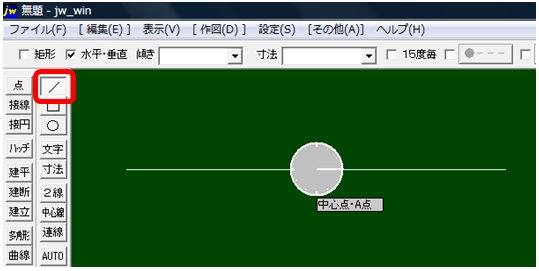 jw 無題 - jw_win
ファイル(F) [ 編集(E) ] 表示(V) [ 作図(D) ] 設定(S) [その他(A)] ヘルプ(H)
矩形 水平・垂直 傾き 寸法 15度毎 ●---
点 ／
接線 □
接円 ○
ハッチ 文字
建平 寸法
建断 2線
建立 中心線
多角形 連線
曲線 AUTO
中心点・A点